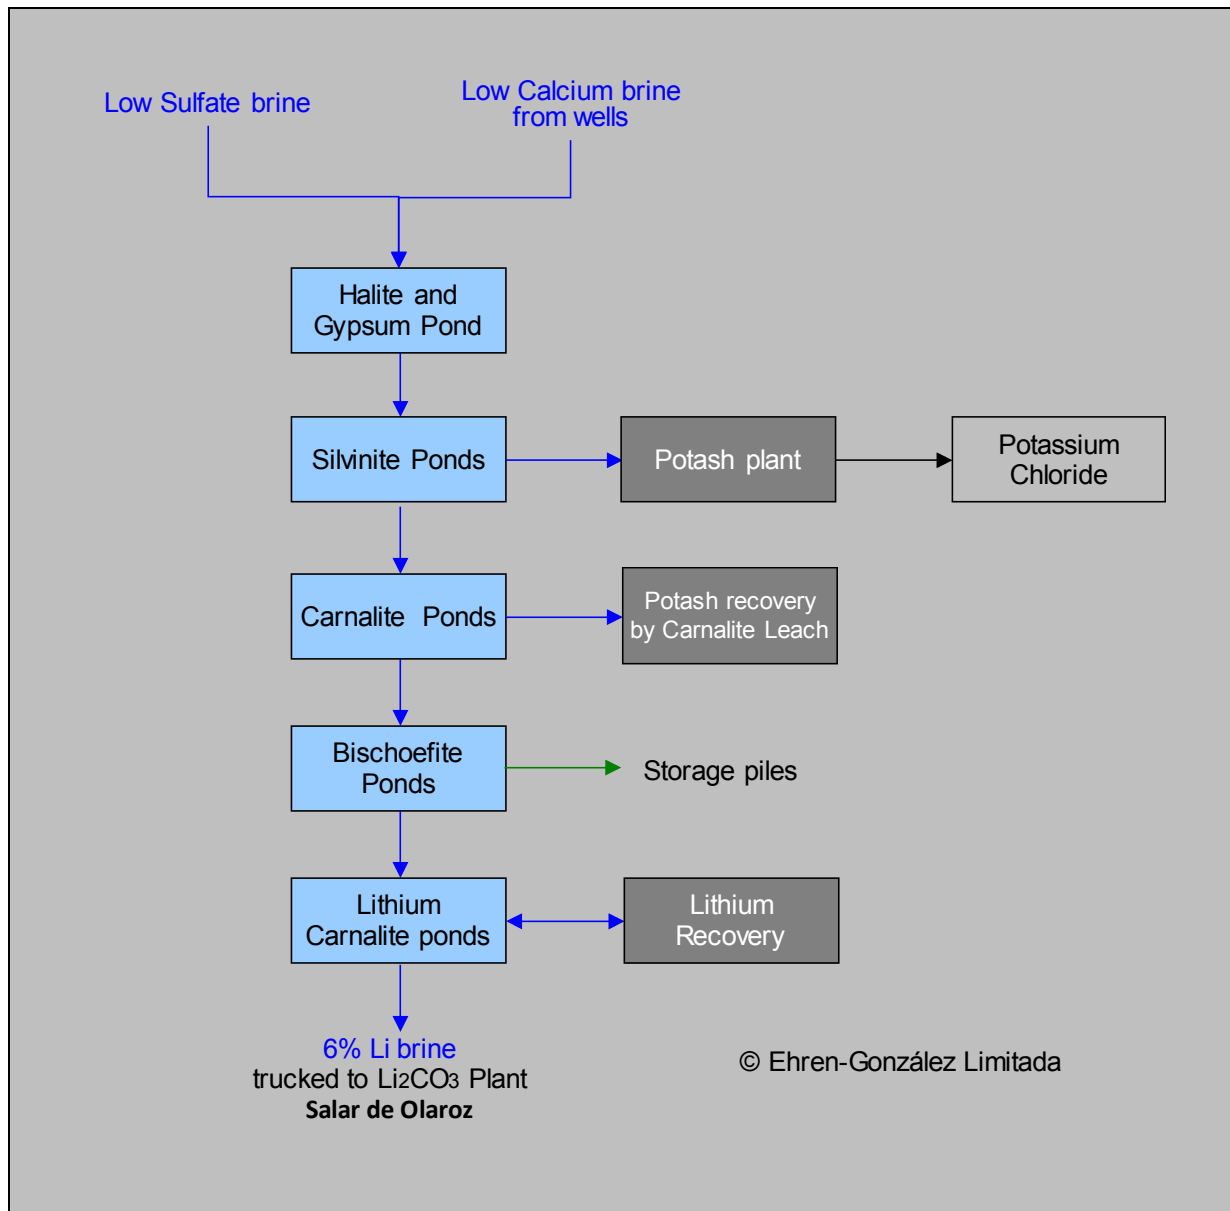 Low Sulfate brine
Low Calcium brine
from wells
Halite and
Gypsum Pond
Silvinite Ponds
Potash plant
Potassium
Chloride
Carnalite Ponds
Potash recovery
by Carnalite Leach
Bischoefite
Ponds
Storage piles
Lithium
Carnalite ponds
Lithium
Recovery
6% Li brine
trucked to Li2CO3 Plant
Salar de Olaroz
© Ehren-González Limitada